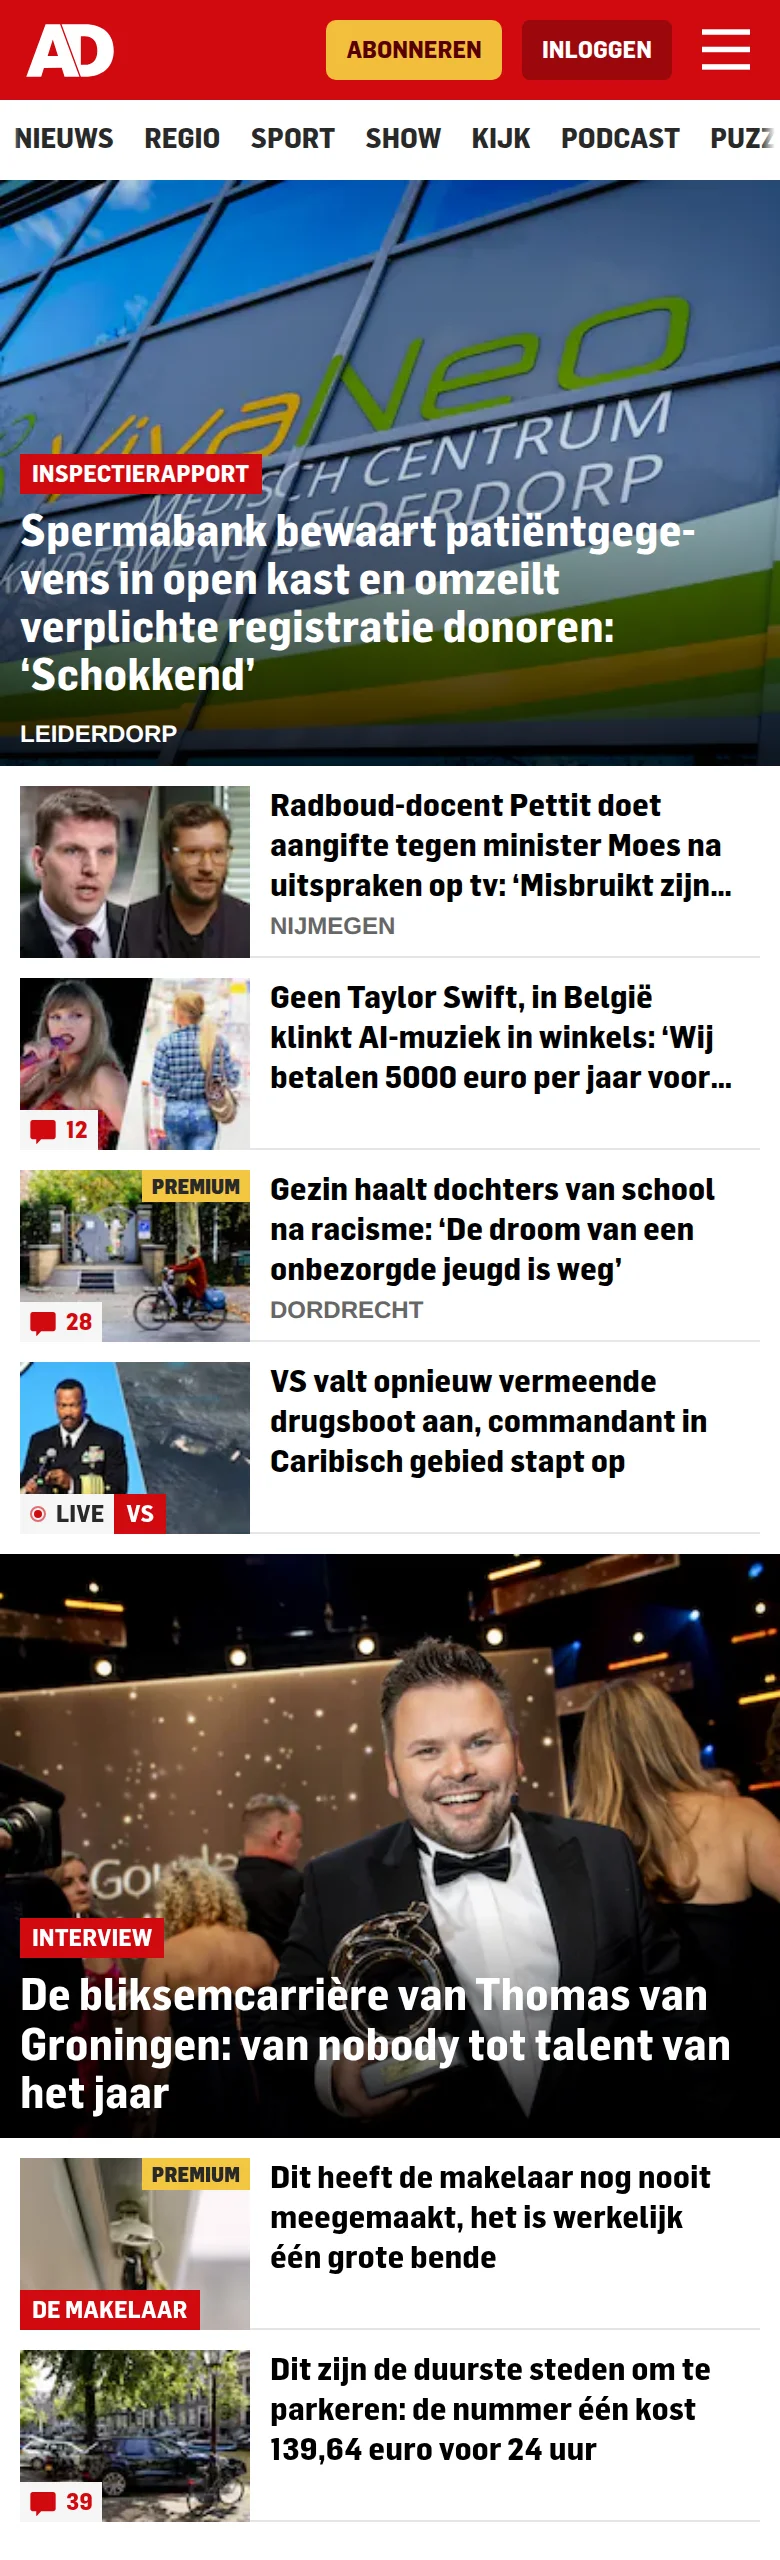 AD
ABONNEREN
INLOGGEN
NIEUWS REGIO SPORT SHOW KIJK PODCAST PUZZ
VivaNeo
MEDISCH CENTRUM
KINDERWENS LEIDERDORP
INSPECTIERAPPORT
Spermabank bewaart patiëntgege-
vens in open kast en omzeilt
verplichte registratie donoren:
‘Schokkend’
LEIDERDORP
Radboud-docent Pettit doet
aangifte tegen minister Moes na
uitspraken op tv: ‘Misbruikt zijn...
NIJMEGEN
Geen Taylor Swift, in België
klinkt AI-muziek in winkels: ‘Wij
betalen 5000 euro per jaar voor...
12
PREMIUM
Gezin haalt dochters van school
na racisme: ‘De droom van een
onbezorgde jeugd is weg’
DORDRECHT
28
VS valt opnieuw vermeende
drugsboot aan, commandant in
Caribisch gebied stapt op
LIVE VS
INTERVIEW
De bliksemcarrière van Thomas van
Groningen: van nobody tot talent van
het jaar
PREMIUM
Dit heeft de makelaar nog nooit
meegemaakt, het is werkelijk
één grote bende
DE MAKELAAR
Dit zijn de duurste steden om te
parkeren: de nummer één kost
139,64 euro voor 24 uur
39